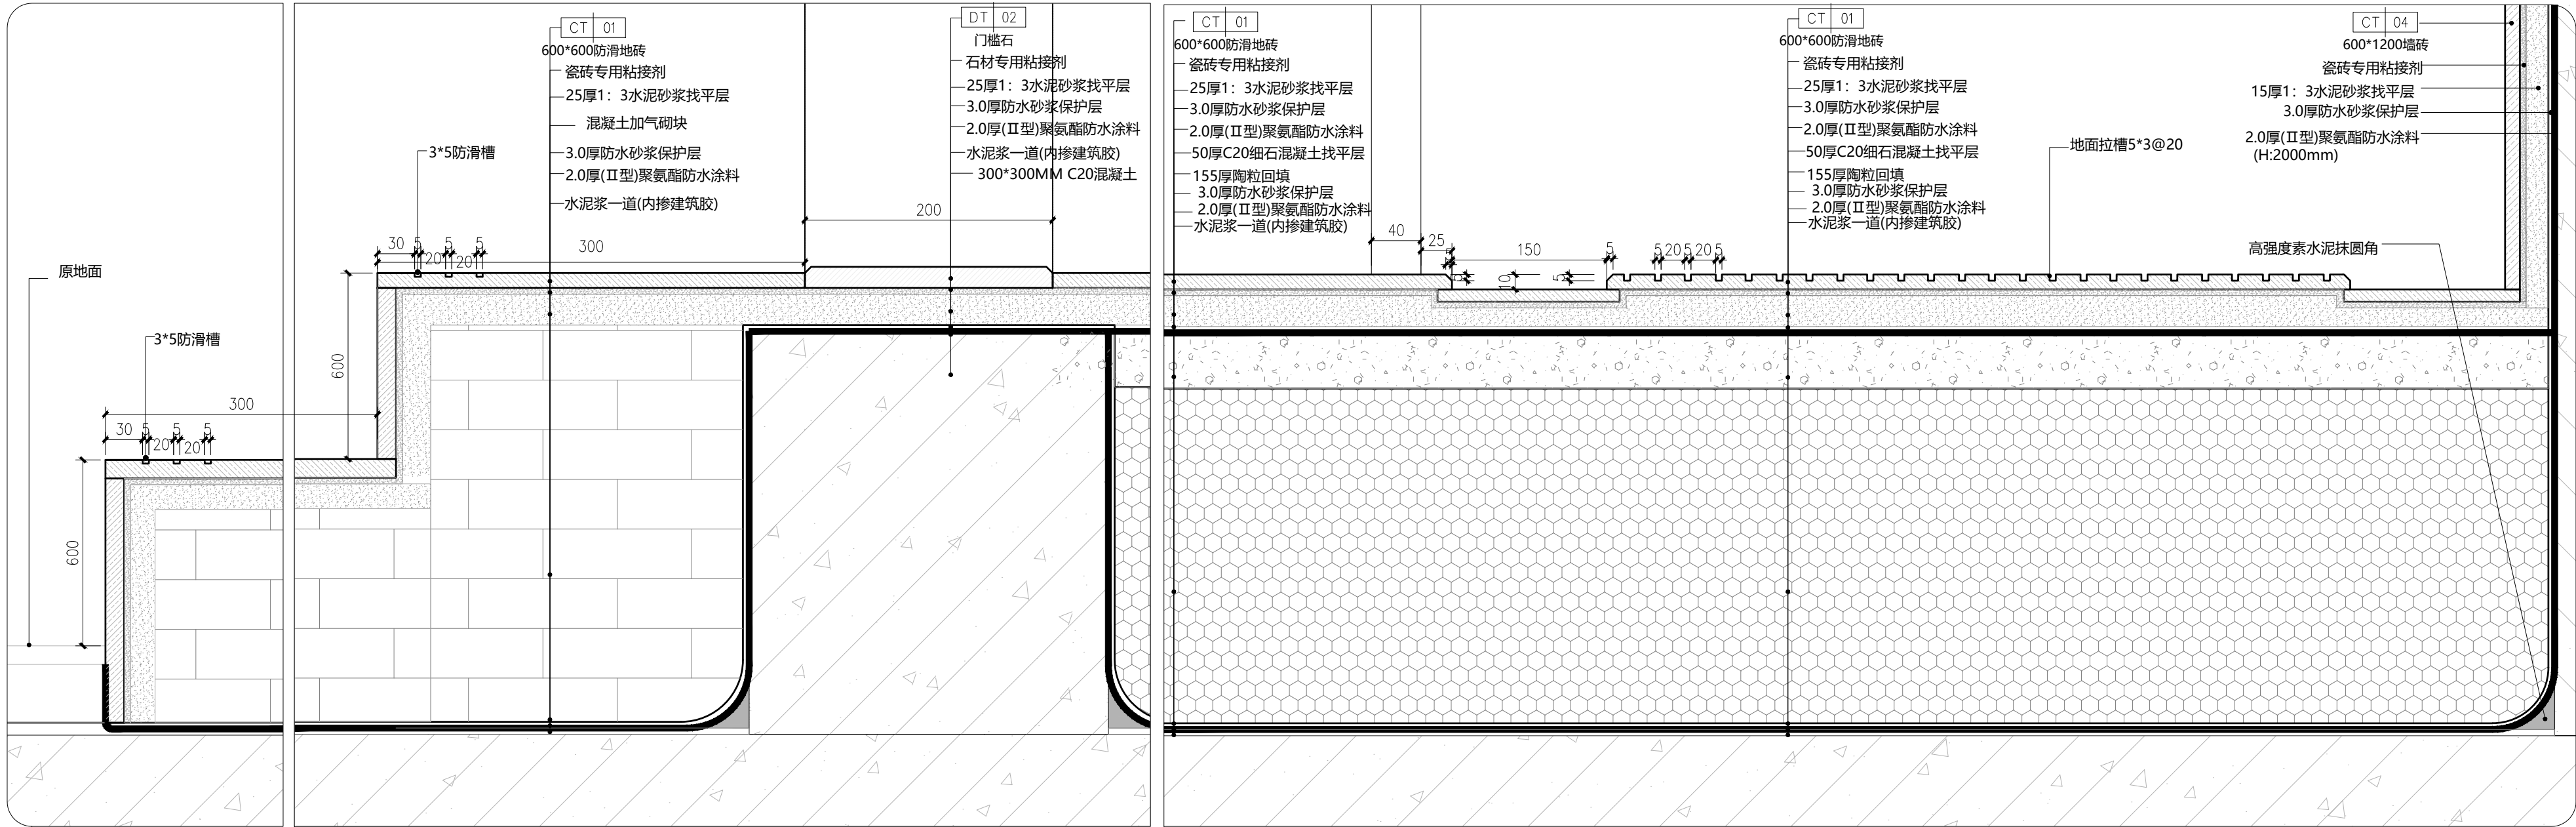 原地面
3*5防滑槽
300
30
5
20
5
20
5
600
CT 01
600*600防滑地砖
瓷砖专用粘接剂
25厚1：3水泥砂浆找平层
混凝土加气砌块
3.0厚防水砂浆保护层
2.0厚(Ⅱ型)聚氨酯防水涂料
水泥浆一道(内掺建筑胶)
3*5防滑槽
30
5
20
5
20
5
300
600
DT 02
门槛石
石材专用粘接剂
25厚1：3水泥砂浆找平层
3.0厚防水砂浆保护层
2.0厚(Ⅱ型)聚氨酯防水涂料
水泥浆一道(内掺建筑胶)
300*300MM C20混凝土
200
CT 01
600*600防滑地砖
瓷砖专用粘接剂
25厚1：3水泥砂浆找平层
3.0厚防水砂浆保护层
2.0厚(Ⅱ型)聚氨酯防水涂料
50厚C20细石混凝土找平层
155厚陶粒回填
3.0厚防水砂浆保护层
2.0厚(Ⅱ型)聚氨酯防水涂料
水泥浆一道(内掺建筑胶)
40
25
150
5
5
10
5
5
20
5
20
5
CT 01
600*600防滑地砖
瓷砖专用粘接剂
25厚1：3水泥砂浆找平层
3.0厚防水砂浆保护层
2.0厚(Ⅱ型)聚氨酯防水涂料
50厚C20细石混凝土找平层
155厚陶粒回填
3.0厚防水砂浆保护层
2.0厚(Ⅱ型)聚氨酯防水涂料
水泥浆一道(内掺建筑胶)
地面拉槽5*3@20
CT 04
600*1200墙砖
瓷砖专用粘接剂
15厚1：3水泥砂浆找平层
3.0厚防水砂浆保护层
2.0厚(Ⅱ型)聚氨酯防水涂料
(H:2000mm)
高强度素水泥抹圆角